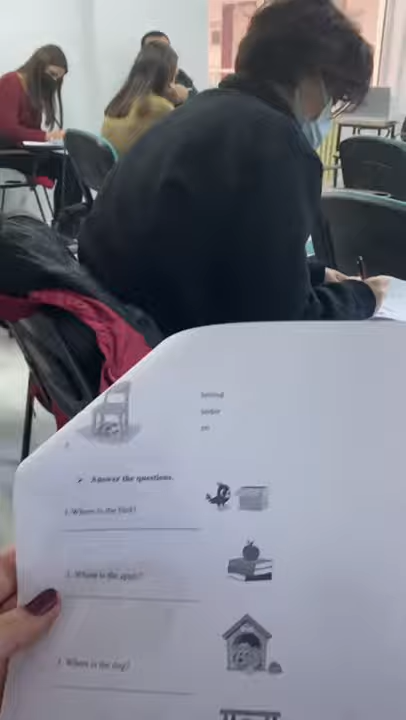 behind
under
on
➤ Answer the questions.
1. Where is the bird?
2. Where is the apple?
3. Where is the dog?